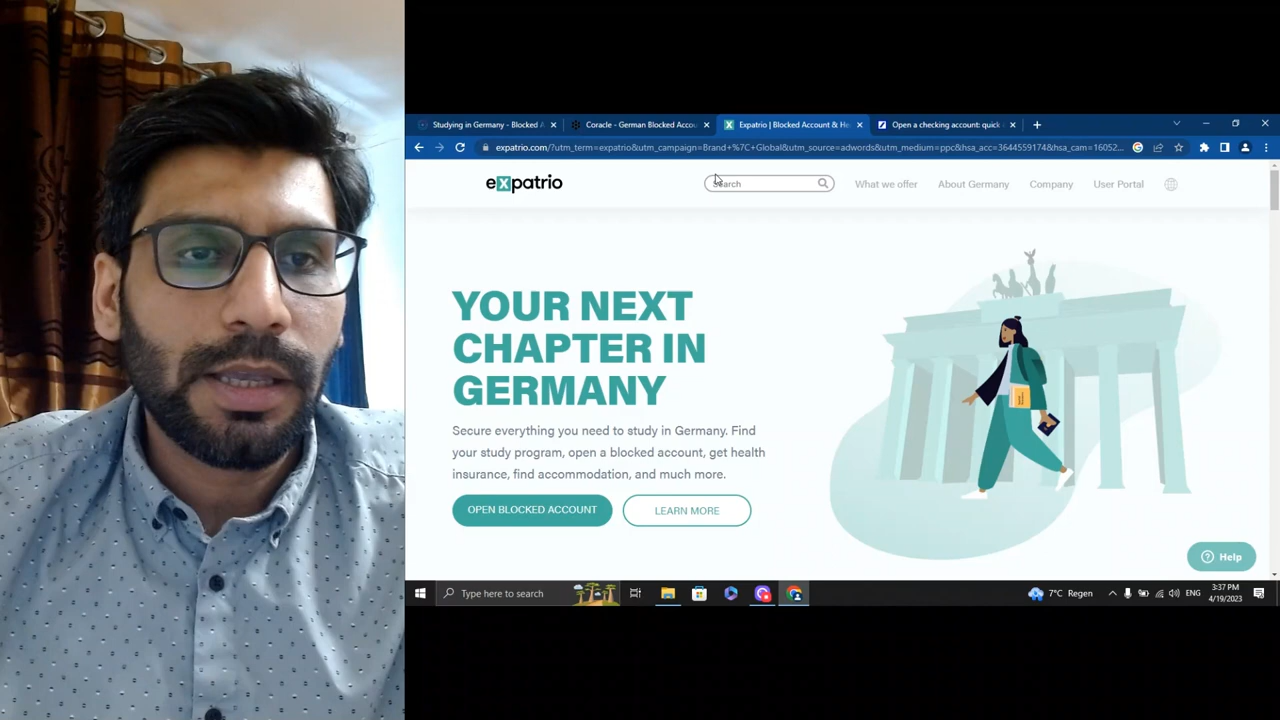 Studying in Germany - Blocked A
Coracle - German Blocked Accou
Expatrio | Blocked Account & He
Open a checking account: quick
expatrio.com/?utm_term=expatrio&utm_campaign=Brand+%7C+Global&utm_source=adwords&utm_medium=ppc&hsa_acc=3644559174&hsa_cam=16052...
expatrio
Search
What we offer
About Germany
Company
User Portal
YOUR NEXT
CHAPTER IN
GERMANY
Secure everything you need to study in Germany. Find
your study program, open a blocked account, get health
insurance, find accommodation, and much more.
OPEN BLOCKED ACCOUNT
LEARN MORE
Help
Type here to search
7°C Regen
ENG
3:37 PM
4/19/2023